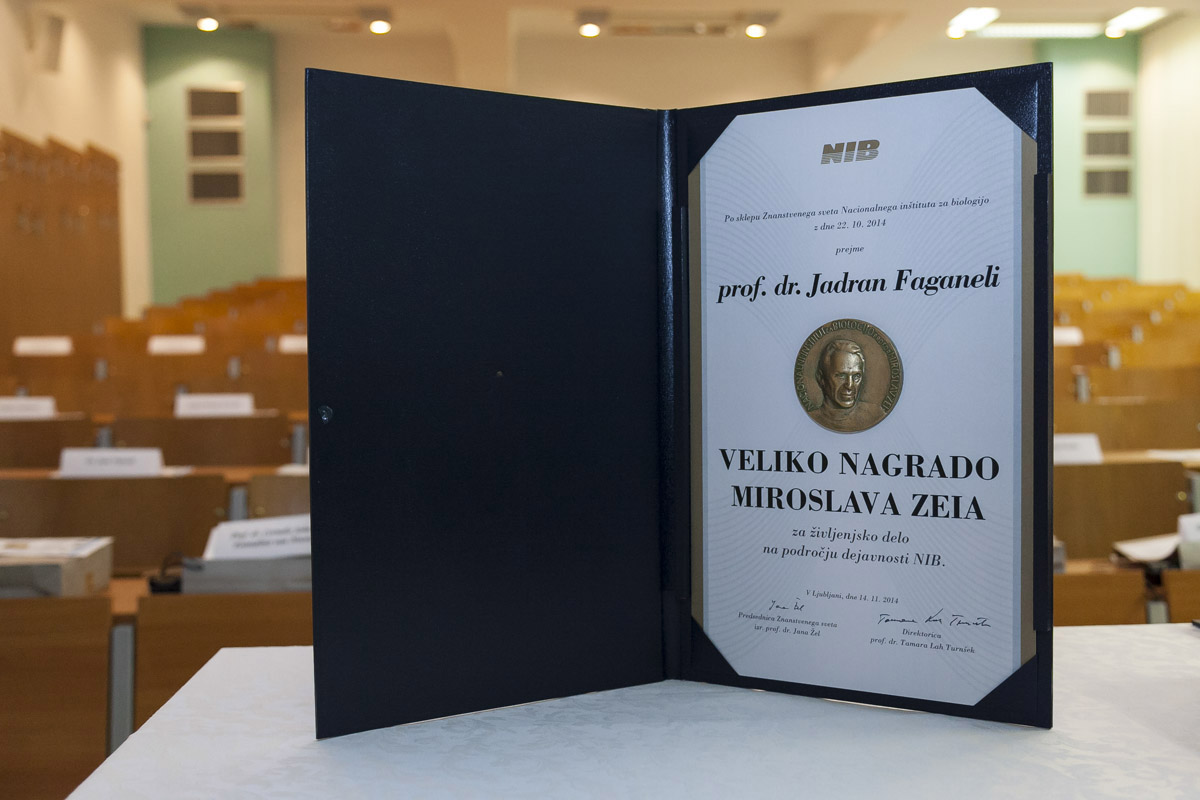 NIB
Po sklepu Znanstvenega sveta Nacionalnega inštituta za biologijo
z dne 22. 10. 2014
prejme
prof. dr. Jadran Faganeli
VELIKO NAGRADO
MIROSLAVA ZEIA
za življenjsko delo
na področju dejavnosti NIB.
V Ljubljani, dne 14. 11. 2014
Predsednica Znanstvenega sveta
izr. prof. dr. Jana Žel
Direktorica
prof. dr. Tamara Lah Turnšek